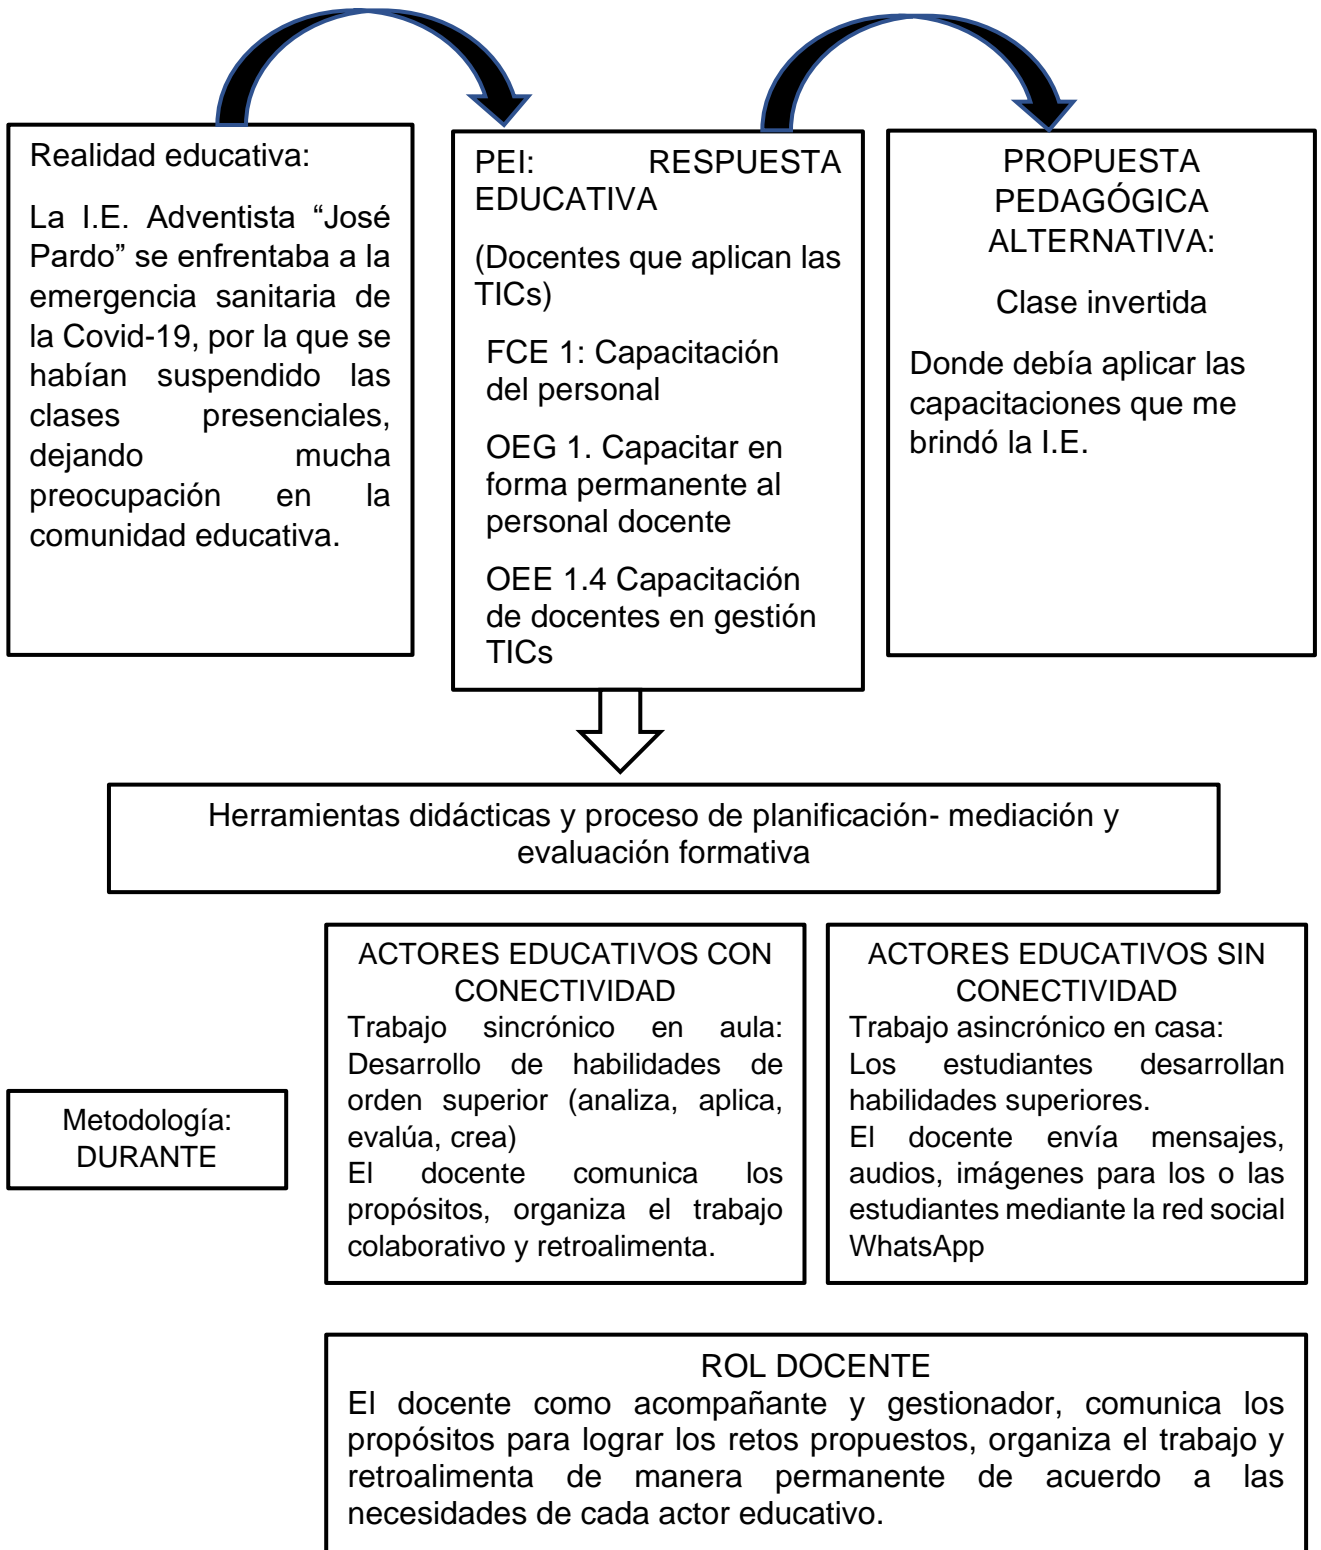 Realidad educativa:
La I.E. Adventista “José
Pardo” se enfrentaba a la
emergencia sanitaria de
la Covid-19, por la que se
habían suspendido las
clases presenciales,
dejando mucha
preocupación en la
comunidad educativa.
PEI: RESPUESTA
EDUCATIVA
(Docentes que aplican las
TICs)
FCE 1: Capacitación
del personal
OEG 1. Capacitar en
forma permanente al
personal docente
OEE 1.4 Capacitación
de docentes en gestión
TICs
PROPUESTA
PEDAGÓGICA
ALTERNATIVA:
Clase invertida
Donde debía aplicar las
capacitaciones que me
brindó la I.E.
Herramientas didácticas y proceso de planificación- mediación y
evaluación formativa
Metodología:
DURANTE
ACTORES EDUCATIVOS CON
CONECTIVIDAD
Trabajo sincrónico en aula:
Desarrollo de habilidades de
orden superior (analiza, aplica,
evalúa, crea)
El docente comunica los
propósitos, organiza el trabajo
colaborativo y retroalimenta.
ACTORES EDUCATIVOS SIN
CONECTIVIDAD
Trabajo asincrónico en casa:
Los estudiantes desarrollan
habilidades superiores.
El docente envía mensajes,
audios, imágenes para los o las
estudiantes mediante la red social
WhatsApp
ROL DOCENTE
El docente como acompañante y gestionador, comunica los
propósitos para lograr los retos propuestos, organiza el trabajo y
retroalimenta de manera permanente de acuerdo a las
necesidades de cada actor educativo.